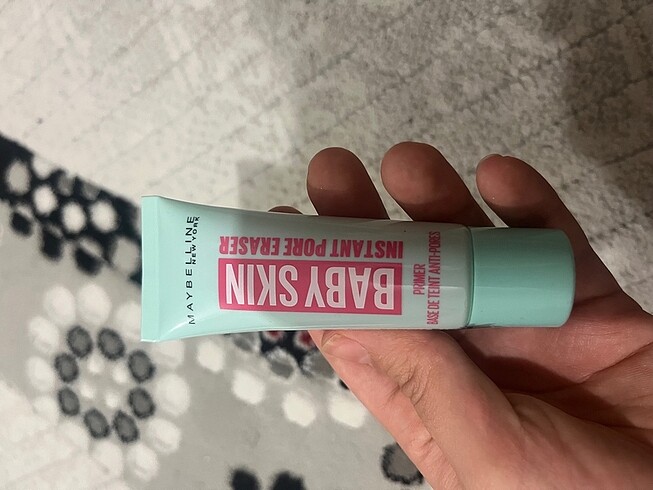 MAYBELLINE
NEW YORK
BABY SKIN
INSTANT PORE ERASER
PRIMER
BASE DE TEINT ANTI-PORES